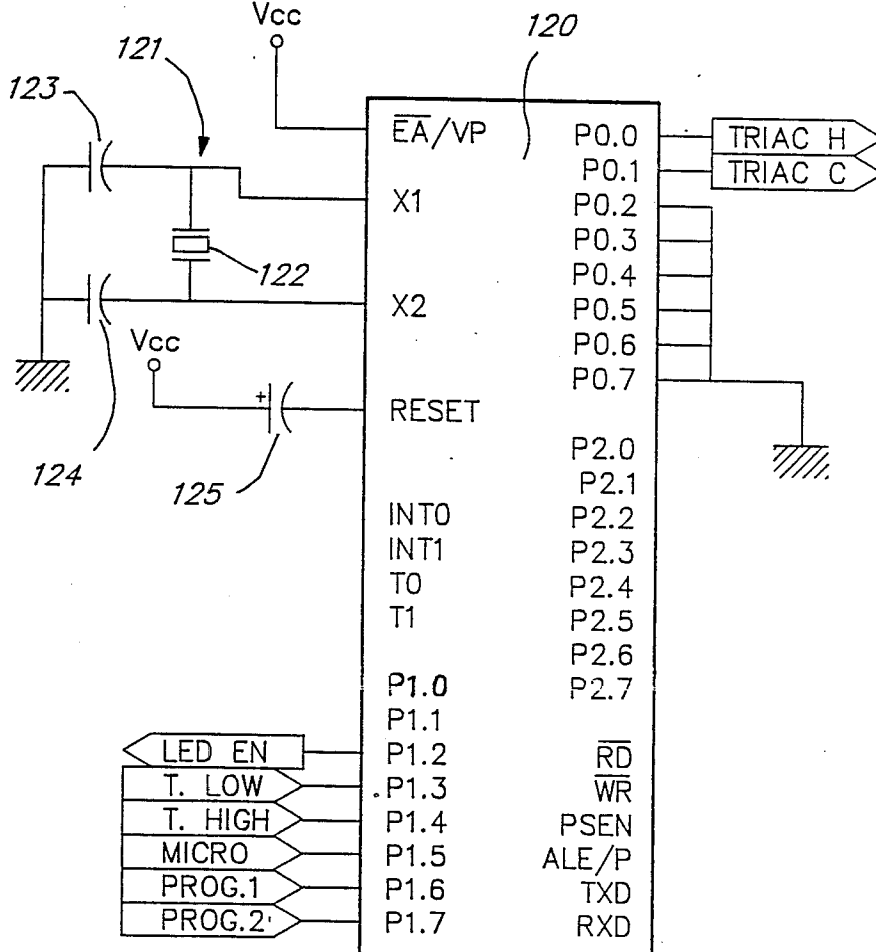 Vcc
120
121
123
EA/VP
P0.0
TRIAC H
P0.1
TRIAC C
X1
P0.2
P0.3
122
P0.4
X2
P0.5
Vcc
P0.6
P0.7
+
RESET
124
125
P2.0
P2.1
INT0
P2.2
INT1
P2.3
T0
P2.4
T1
P2.5
P2.6
P1.0
P2.7
P1.1
LED EN
P1.2
RD
T. LOW
P1.3
WR
T. HIGH
P1.4
PSEN
MICRO
P1.5
ALE/P
PROG.1
P1.6
TXD
PROG.2
P1.7
RXD